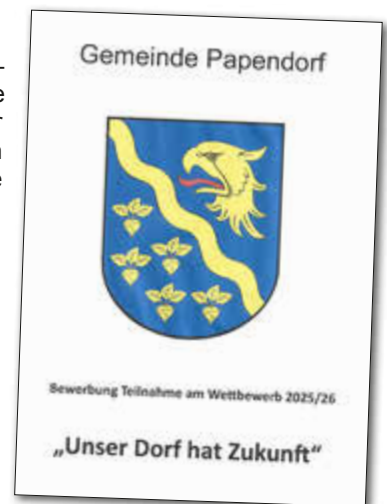 Gemeinde Papendorf
Bewerbung Teilnahme am Wettbewerb 2025/26
„Unser Dorf hat Zukunft“